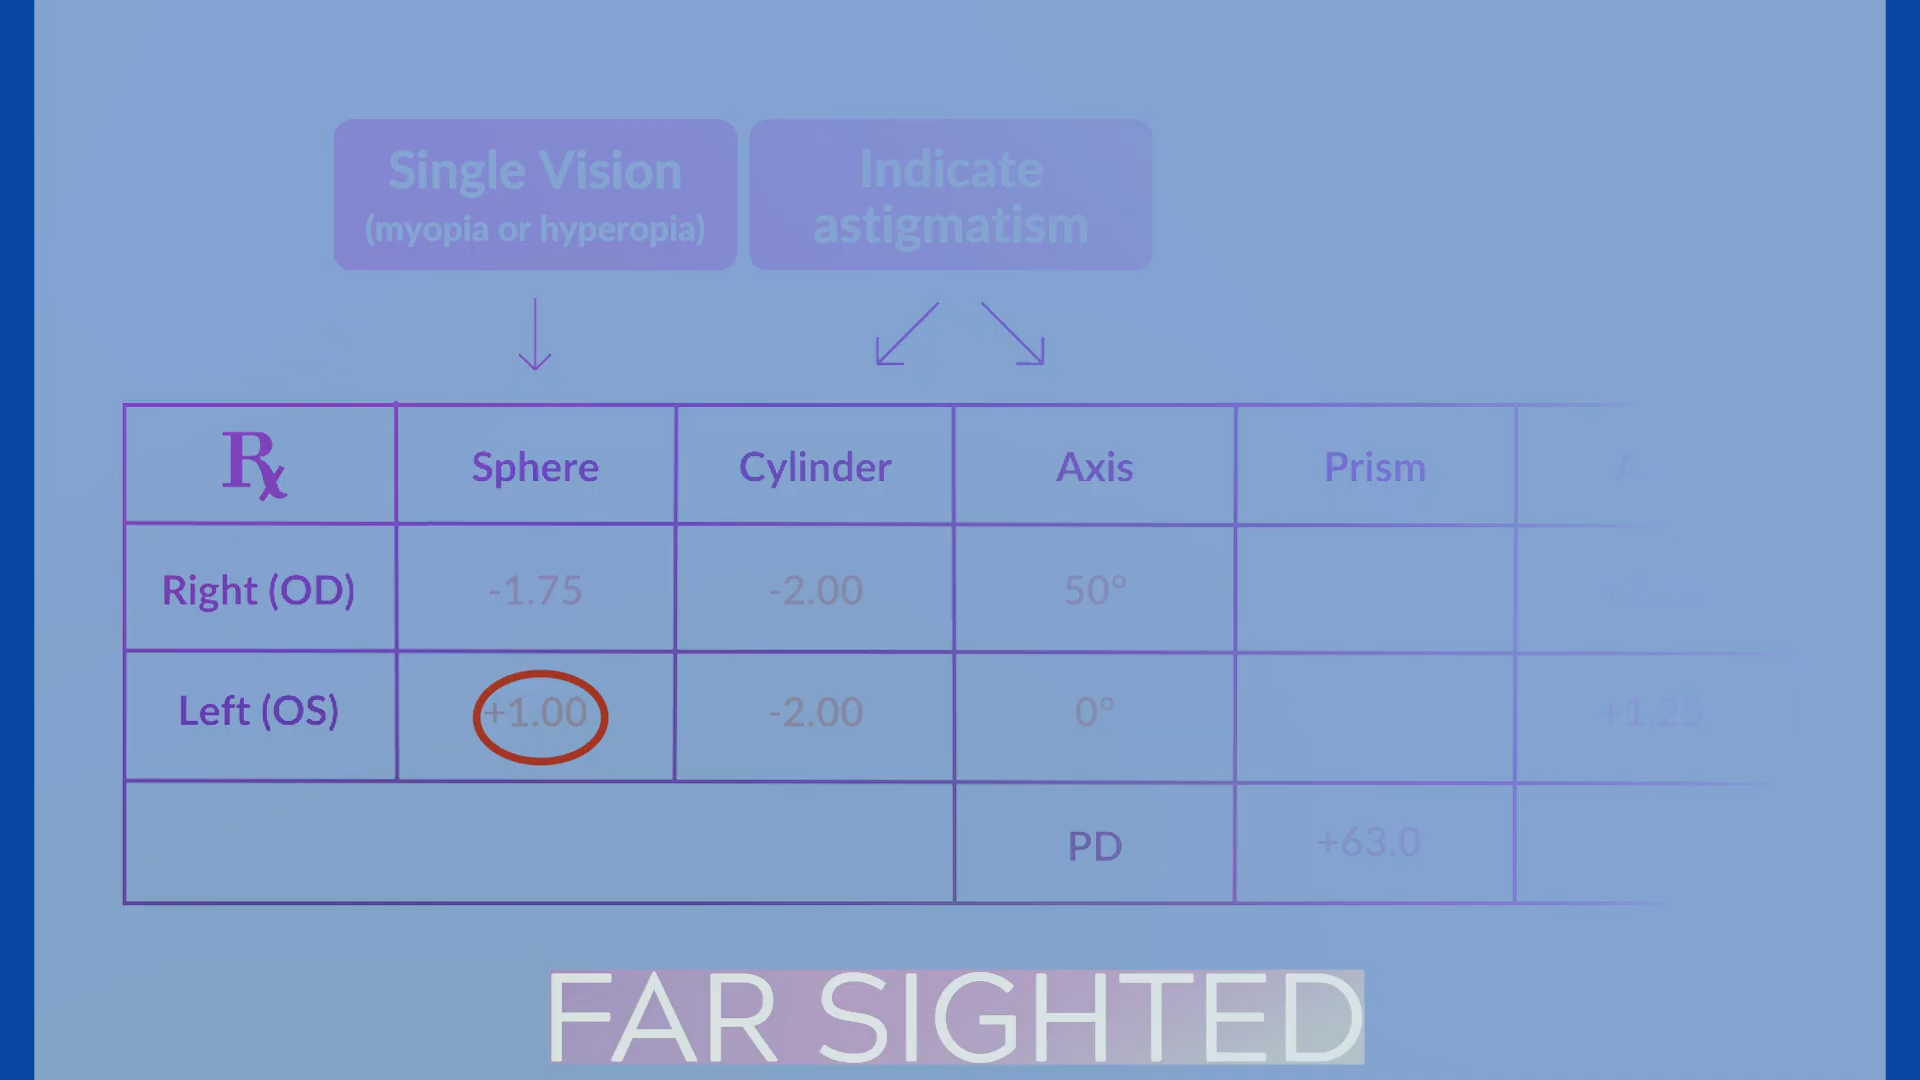 Single Vision
(myopia or hyperopia)
Indicate
astigmatism
Rx Sphere Cylinder Axis Prism A
Right (OD) -1.75 -2.00 50°
Left (OS) +1.00 -2.00 0° +1.25
PD +63.0
FAR SIGHTED